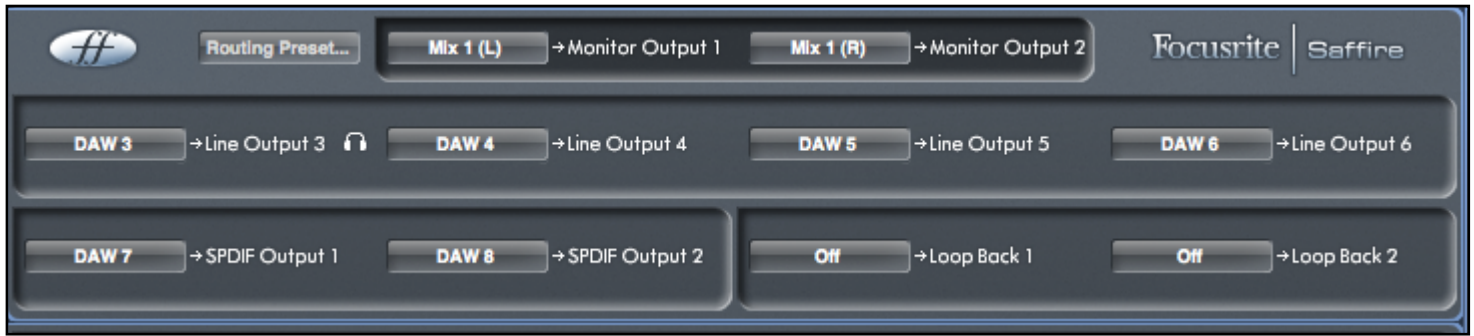 ff Routing Preset... Mix 1 (L) →Monitor Output 1 Mix 1 (R) →Monitor Output 2 Focusrite | Saffire
DAW 3 →Line Output 3 DAW 4 →Line Output 4 DAW 5 →Line Output 5 DAW 6 →Line Output 6
DAW 7 →SPDIF Output 1 DAW 8 →SPDIF Output 2 Off →Loop Back 1 Off →Loop Back 2